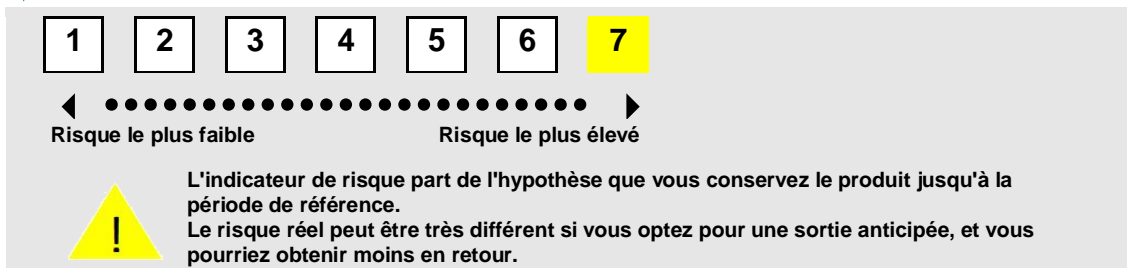 1 2 3 4 5 6 7
Risque le plus faible Risque le plus élevé
L'indicateur de risque part de l'hypothèse que vous conservez le produit jusqu'à la
période de référence.
Le risque réel peut être très différent si vous optez pour une sortie anticipée, et vous
pourriez obtenir moins en retour.
!